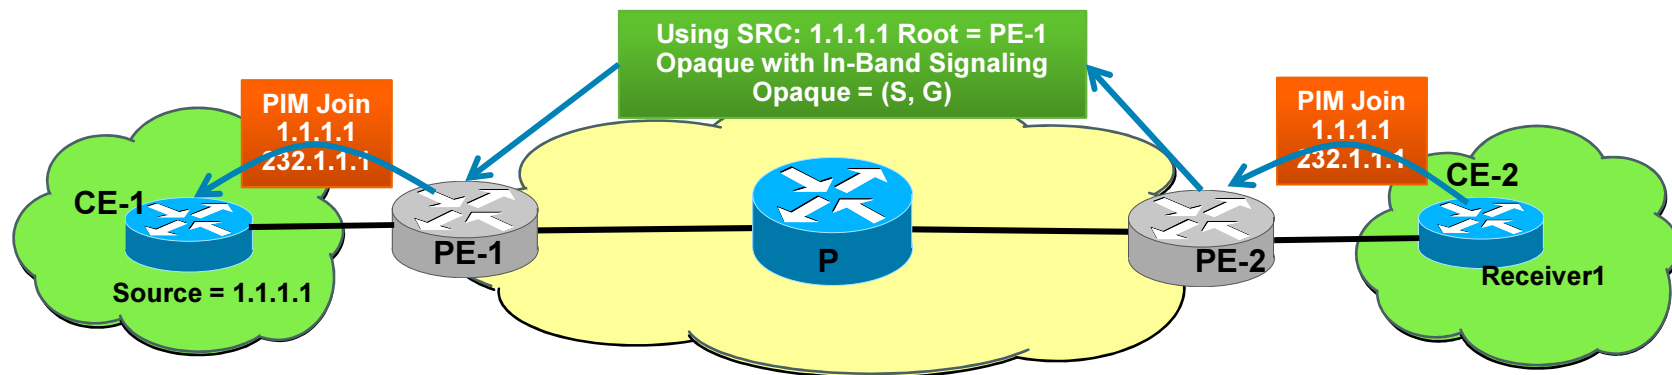 Using SRC: 1.1.1.1 Root = PE-1
Opaque with In-Band Signaling
Opaque = (S, G)
PIM Join
1.1.1.1
232.1.1.1
PIM Join
1.1.1.1
232.1.1.1
CE-1
PE-1
P
PE-2
CE-2
Source = 1.1.1.1
Receiver1